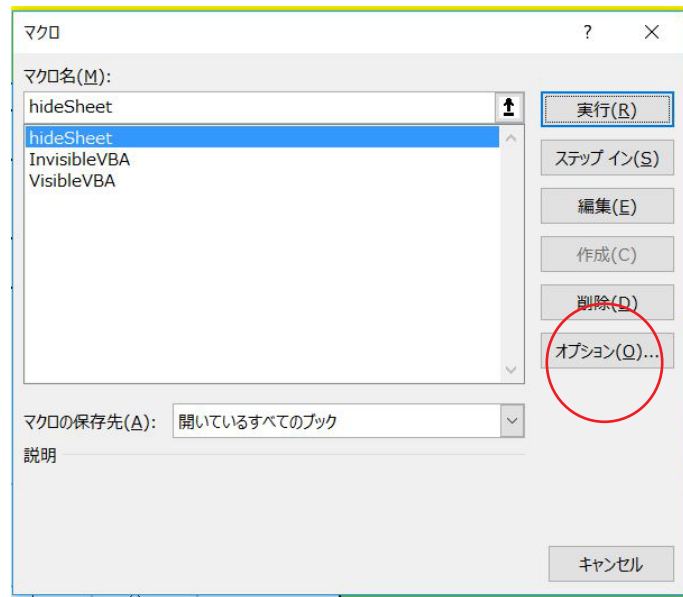 マクロ
マクロ名(M):
hideSheet
hideSheet
InvisibleVBA
VisibleVBA
実行(R)
ステップ イン(S)
編集(E)
作成(C)
削除(D)
オプション(O)...
マクロの保存先(A):
開いているすべてのブック
説明
キャンセル